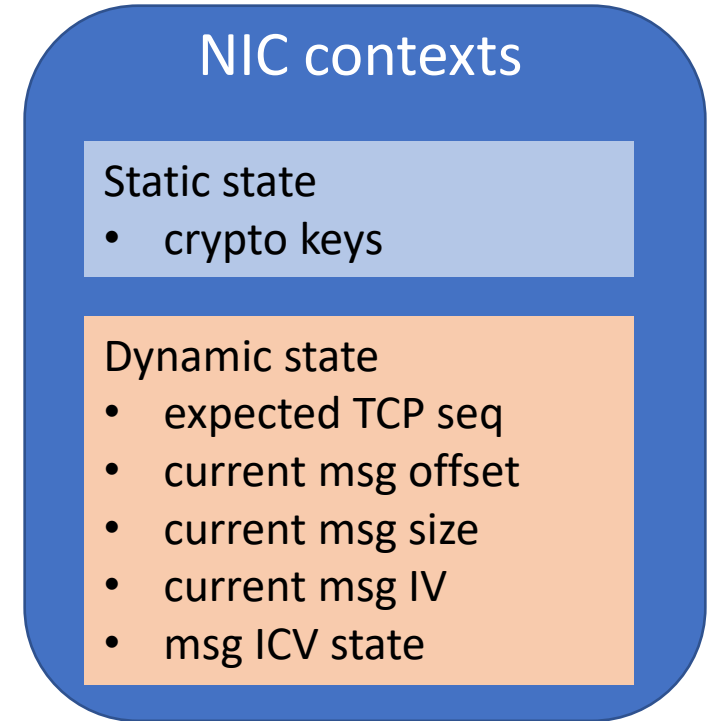 NIC contexts
Static state
• crypto keys
Dynamic state
• expected TCP seq
• current msg offset
• current msg size
• current msg IV
• msg ICV state